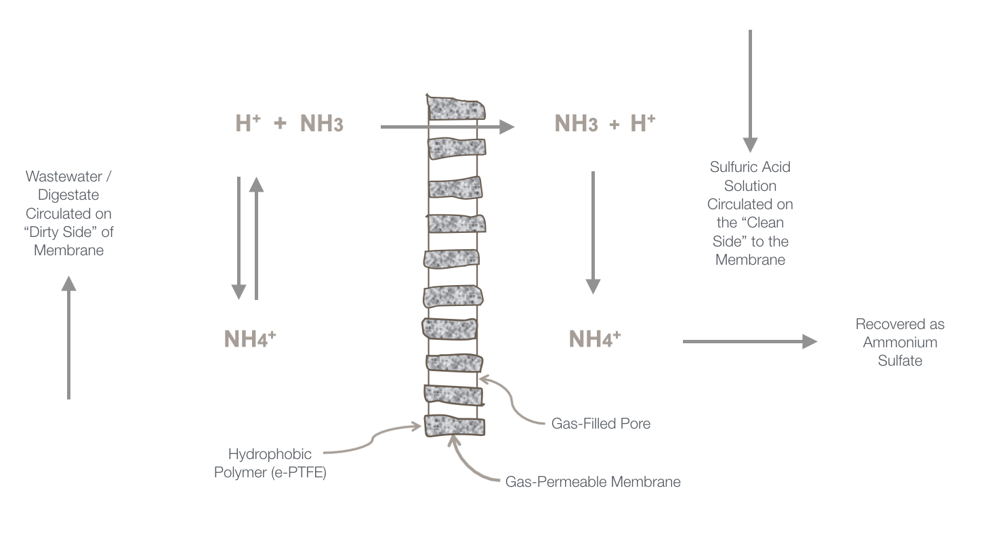 H+ + NH3
NH3 + H+
Wastewater /
Digestate
Circulated on
“Dirty Side” of
Membrane
Sulfuric Acid
Solution
Circulated on
the “Clean
Side” to the
Membrane
NH4+
NH4+
Recovered as
Ammonium
Sulfate
Gas-Filled Pore
Hydrophobic
Polymer (e-PTFE)
Gas-Permeable Membrane